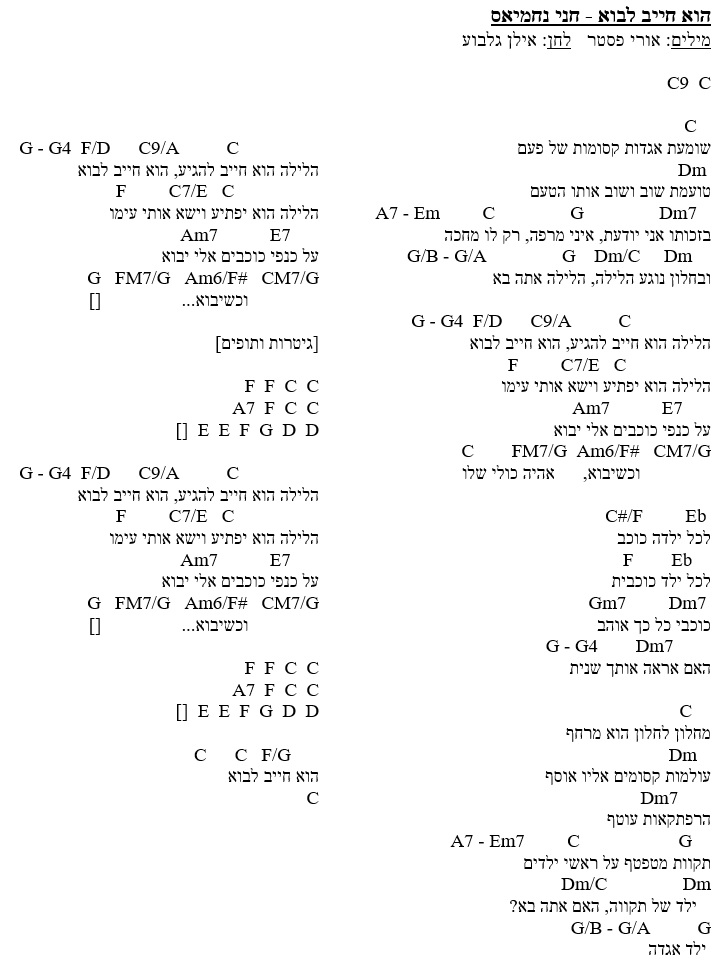 הוא חייב לבוא - חני נחמיאס
מילים: אורי פסטר   לחן: אילן גלבוע
C9  C
C
שומעת אגדות קסומות של פעם
Dm
טועמת שוב ושוב אותו הטעם
A7 - Em   C   G   Dm7
בזכותו אני יודעת, איני מרפה, רק לו מחכה
G/B - G/A   G   Dm/C   Dm
ובחלון נוגע הלילה, הלילה אתה בא
G - G4  F/D   C9/A   C
הלילה הוא חייב להגיע, הוא חייב לבוא
F   C7/E   C
הלילה הוא יפתיע וישא אותי עימו
Am7   E7
על כנפי כוכבים אלי יבוא
C   FM7/G  Am6/F#   CM7/G
וכשיבוא,   אהיה כולי שלו
C#/F   Eb
לכל ילדה כוכב
F   Eb
לכל ילד כוכבית
Gm7   Dm7
כוכבי כל כך אוהב
G - G4   Dm7
האם אראה אותך שנית
C
מחלון לחלון הוא מרחף
Dm
עולמות קסומים אליו אוסף
Dm7
הרפתקאות עוטף
A7 - Em7   C   G
תקוות מטפטף על ראשי ילדים
Dm/C   Dm
ילד של תקווה, האם אתה בא?
G/B - G/A   G
ילד אגדה
G - G4  F/D   C9/A   C
הלילה הוא חייב להגיע, הוא חייב לבוא
F   C7/E   C
הלילה הוא יפתיע וישא אותי עימו
Am7   E7
על כנפי כוכבים אלי יבוא
G   FM7/G   Am6/F#   CM7/G
וכשיבוא...   []
[גיטרות ותופים]
F  F  C  C
A7  F  C  C
[]  E  E  F  G  D  D
G - G4  F/D   C9/A   C
הלילה הוא חייב להגיע, הוא חייב לבוא
F   C7/E   C
הלילה הוא יפתיע וישא אותי עימו
Am7   E7
על כנפי כוכבים אלי יבוא
G   FM7/G   Am6/F#   CM7/G
וכשיבוא...   []
F  F  C  C
A7  F  C  C
[]  E  E  F  G  D  D
C   C   F/G
הוא חייב לבוא
C